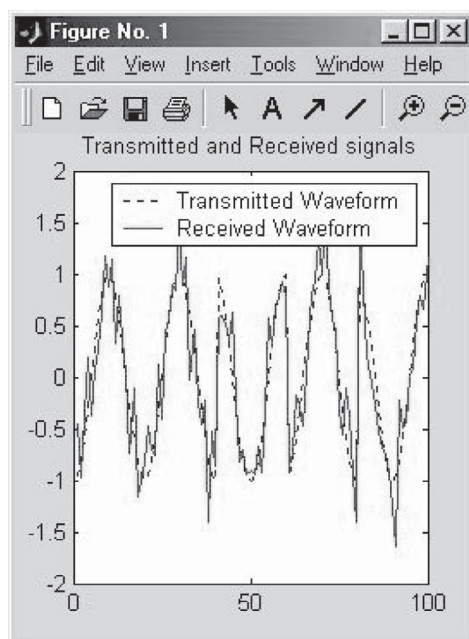 Figure No. 1
File Edit View Insert Tools Window Help
A
Transmitted and Received signals
Transmitted Waveform
Received Waveform
2
1.5
1
0.5
0
-0.5
-1
-1.5
-2
0 50 100